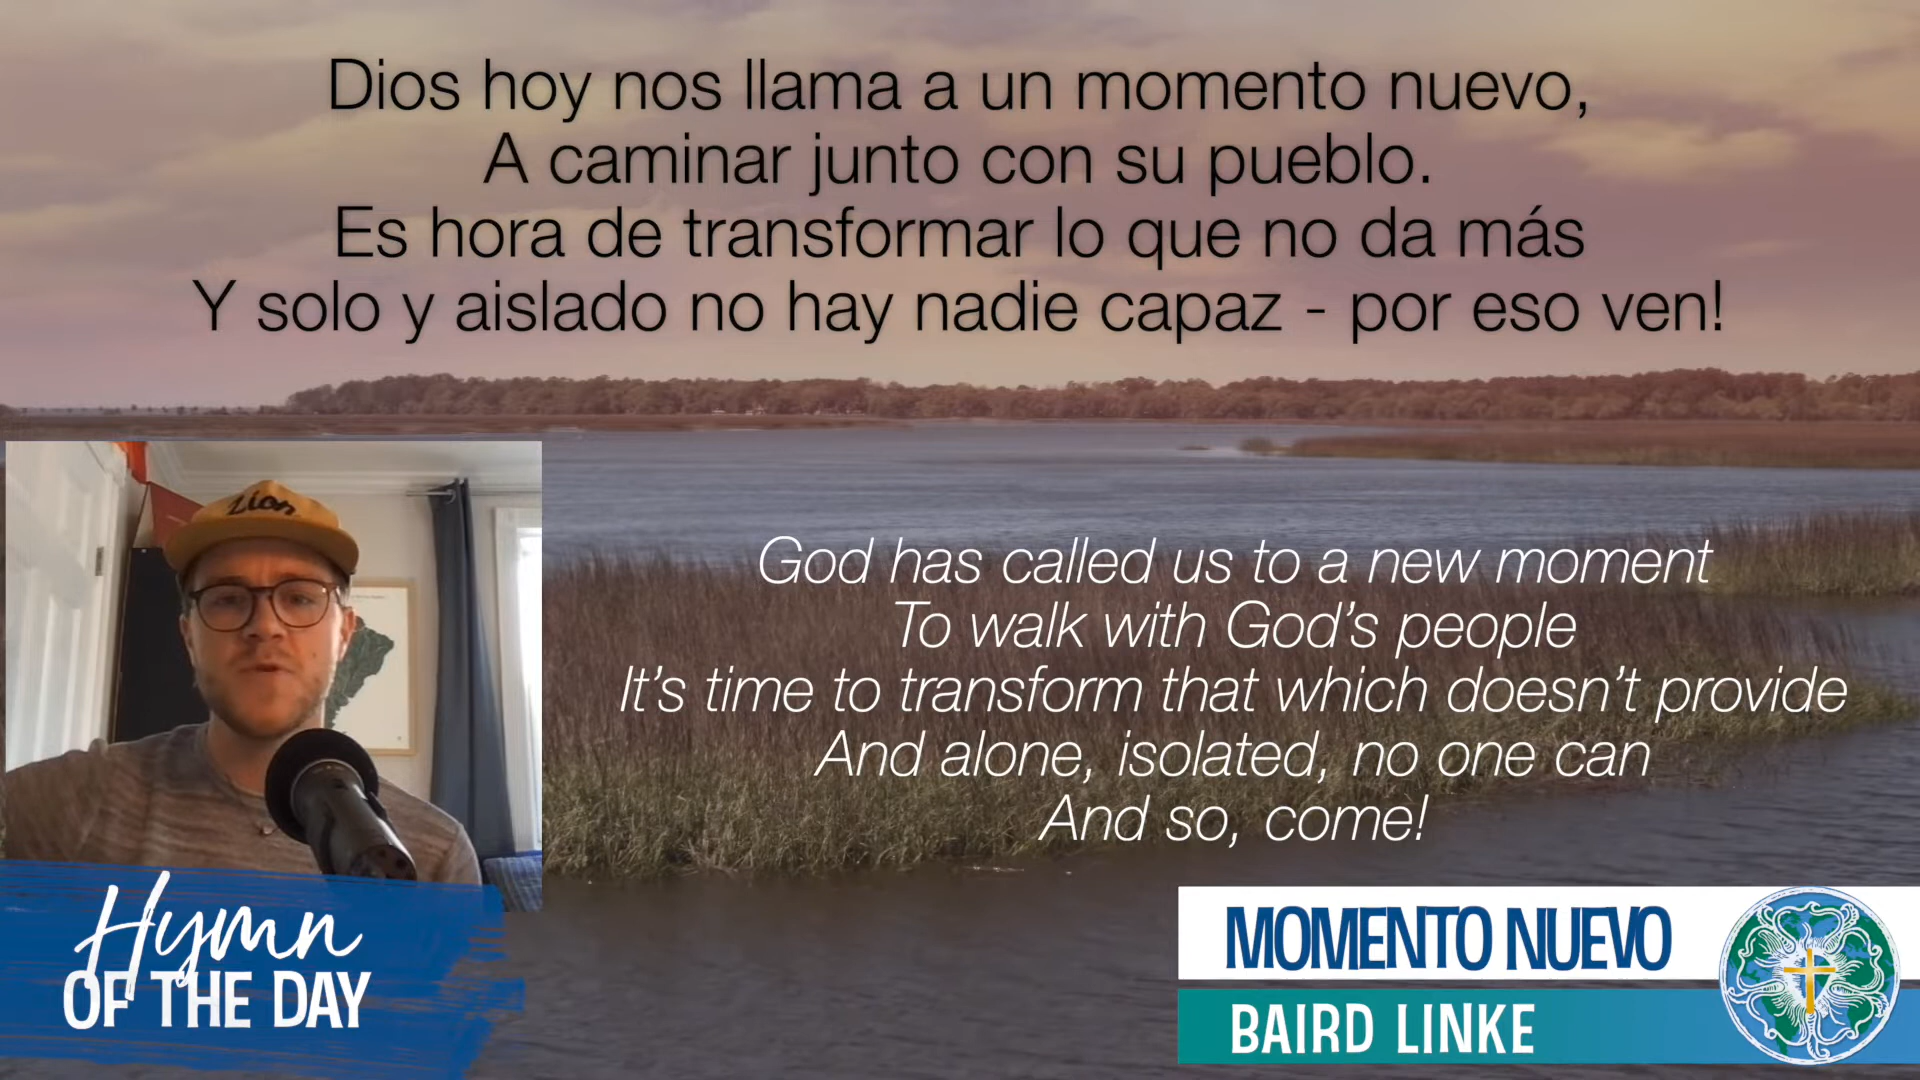 Dios hoy nos llama a un momento nuevo,
A caminar junto con su pueblo.
Es hora de transformar lo que no da más
Y solo y aislado no hay nadie capaz - por eso ven!
Zion
God has called us to a new moment
To walk with God's people
It's time to transform that which doesn't provide
And alone, isolated, no one can
And so, come!
Hymn
OF THE DAY
MOMENTO NUEVO
BAIRD LINKE